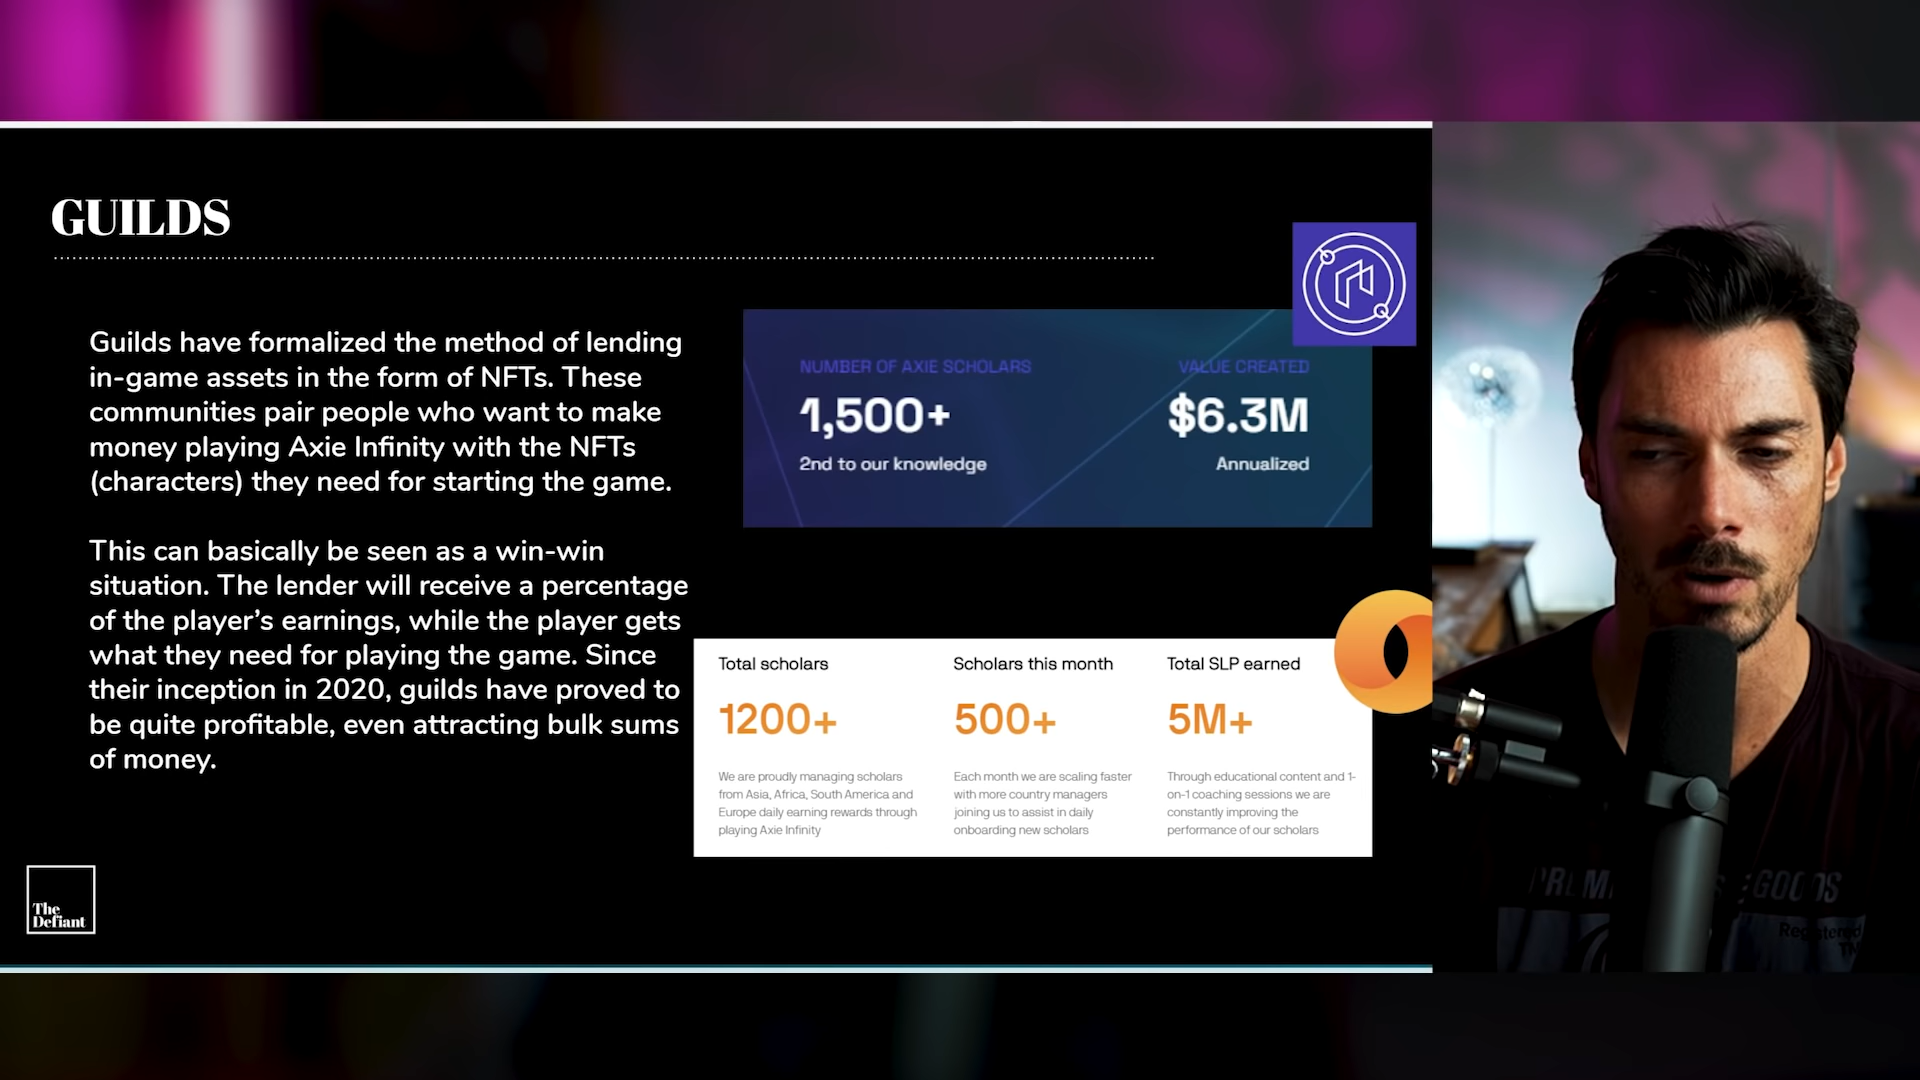 GUILDS
Guilds have formalized the method of lending
in-game assets in the form of NFTs. These
communities pair people who want to make
money playing Axie Infinity with the NFTs
(characters) they need for starting the game.
This can basically be seen as a win-win
situation. The lender will receive a percentage
of the player’s earnings, while the player gets
what they need for playing the game. Since
their inception in 2020, guilds have proved to
be quite profitable, even attracting bulk sums
of money.
NUMBER OF AXIE SCHOLARS
1,500+
2nd to our knowledge
VALUE CREATED
$6.3M
Annualized
Total scholars
1200+
We are proudly managing scholars
from Asia, Africa, South America and
Europe daily earning rewards through
playing Axie Infinity
Scholars this month
500+
Each month we are scaling faster
with more country managers
joining us to assist in daily
onboarding new scholars
Total SLP earned
5M+
Through educational content and 1-
on-1 coaching sessions we are
constantly improving the
performance of our scholars
The
Defiant